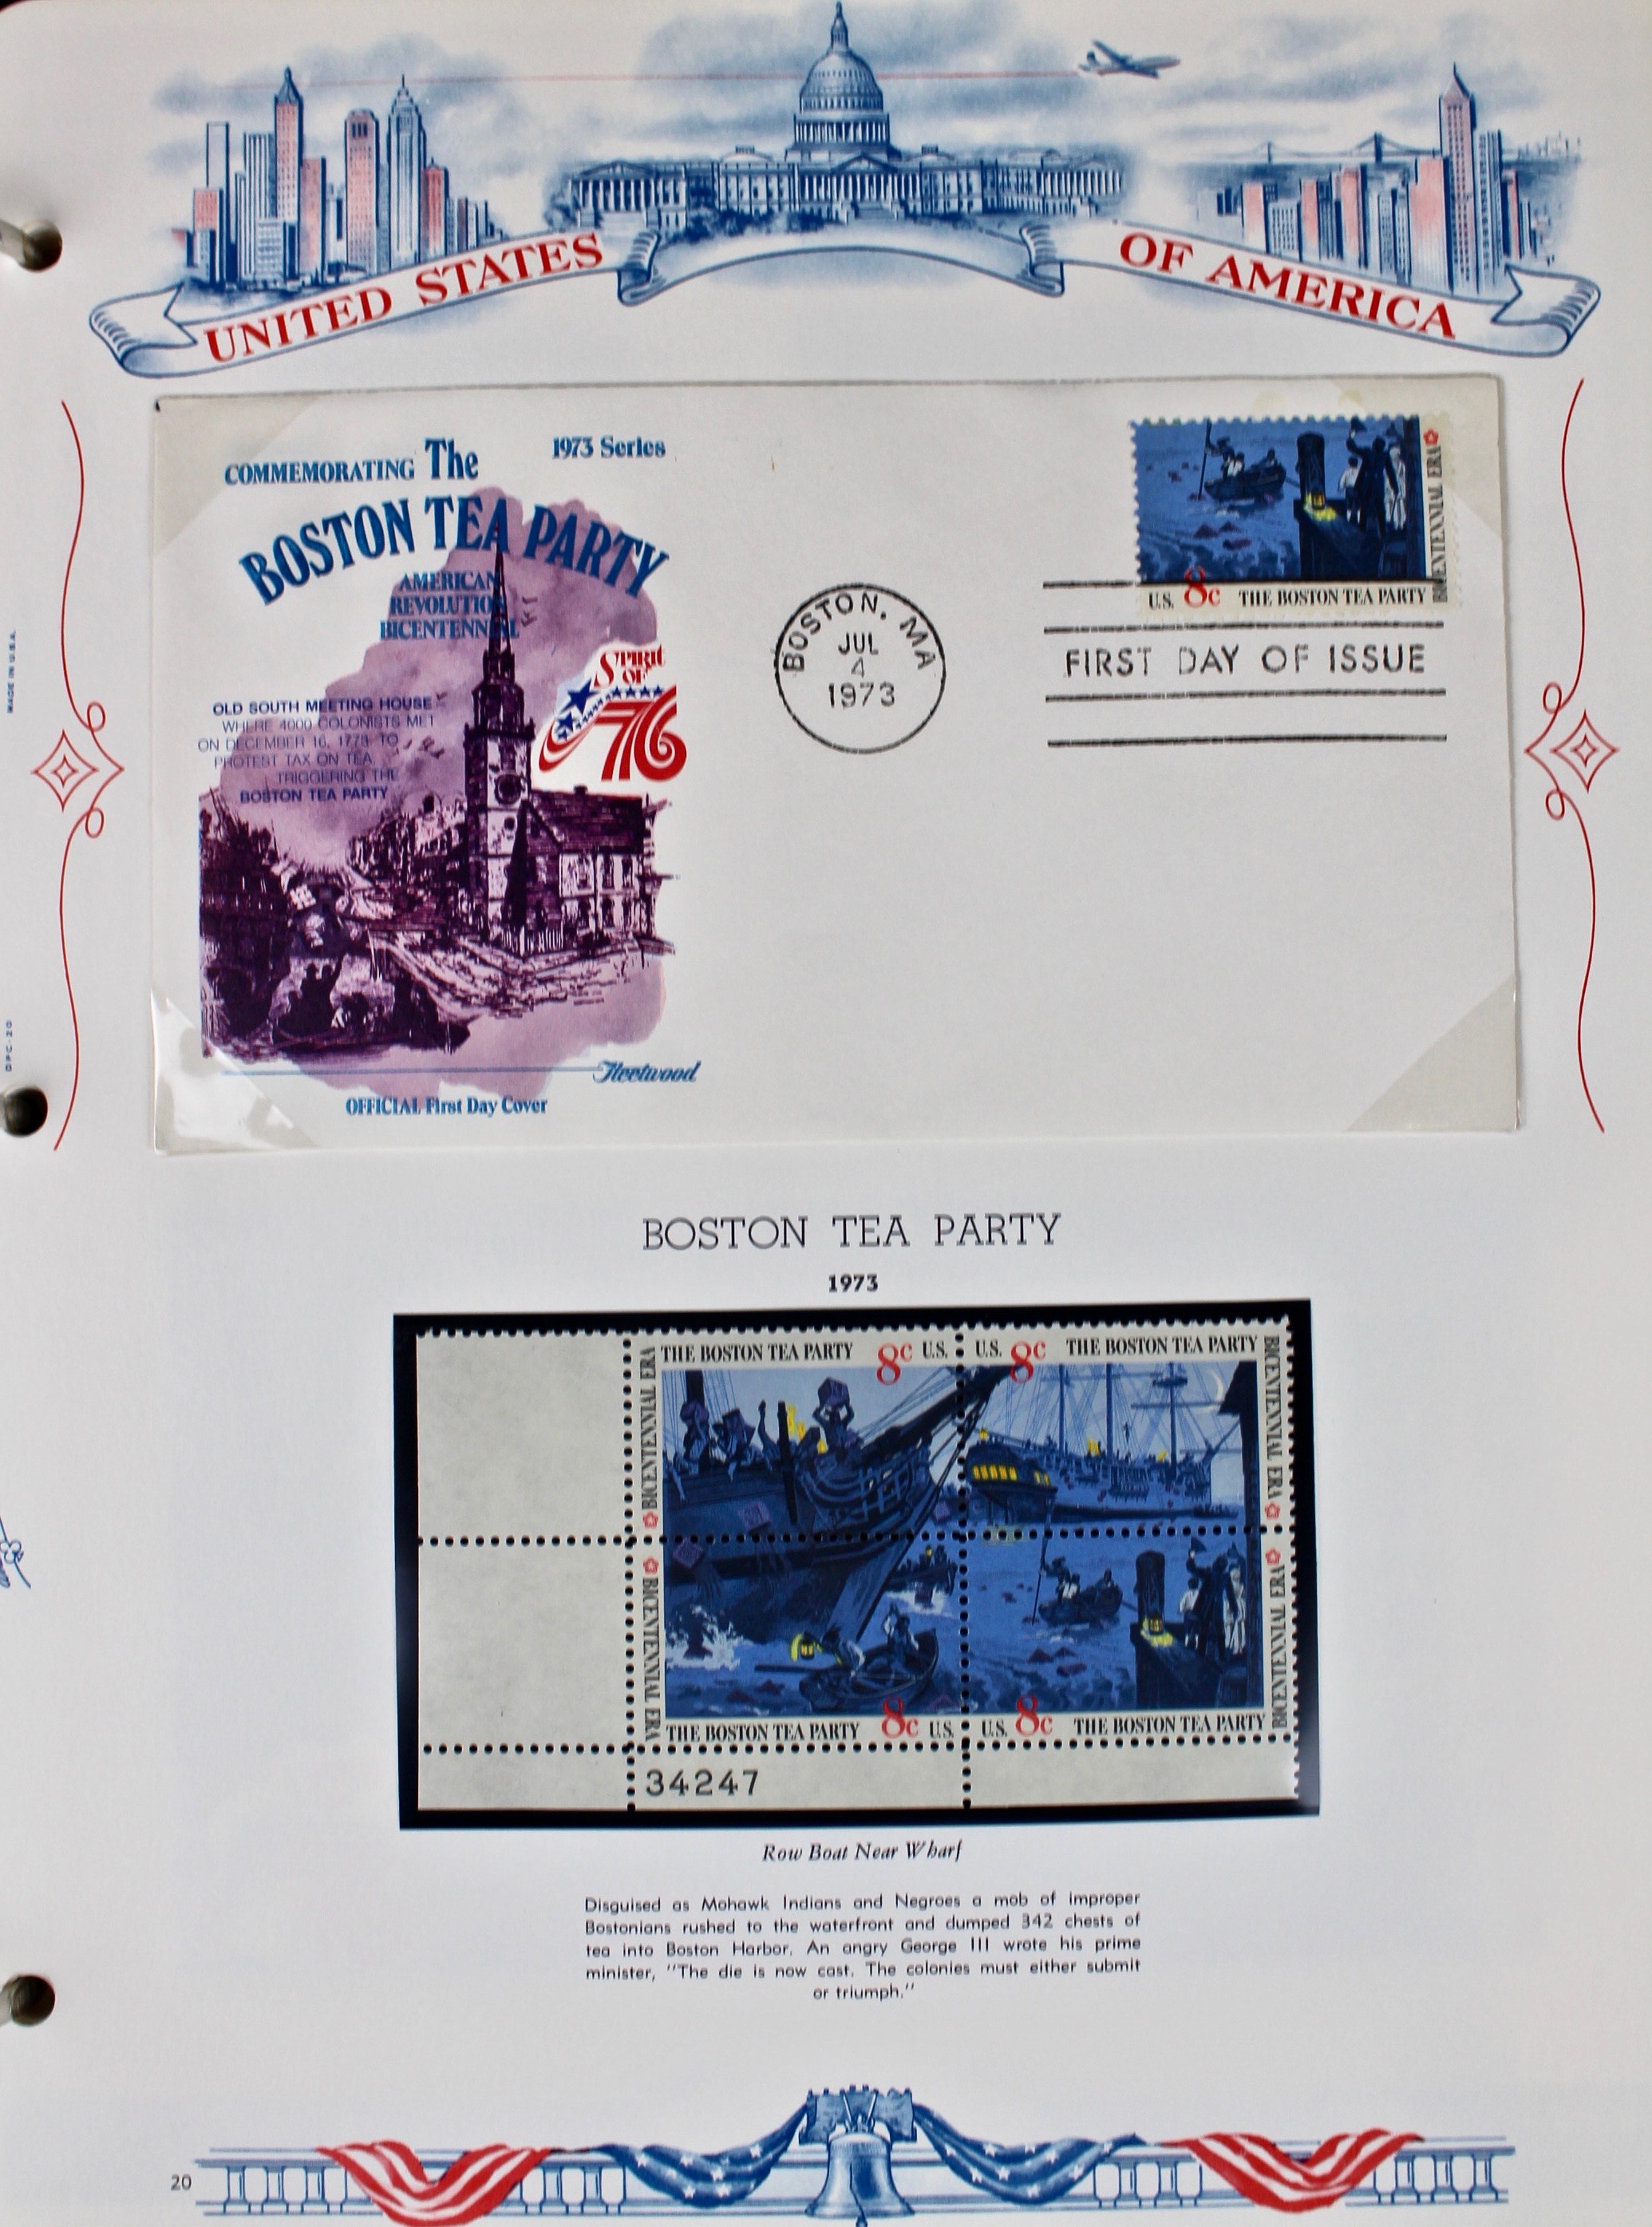 UNITED STATES OF AMERICA
COMMEMORATING The
1973 Series
BOSTON TEA PARTY
AMERICAN
REVOLUTION
BICENTENNIAL
SPIRIT
OF
76
OLD SOUTH MEETING HOUSE
WHERE 4000 COLONISTS MET
ON DECEMBER 16, 1773 TO
PROTEST TAX ON TEA
TRIGGERING THE
BOSTON TEA PARTY
Fleetwood
OFFICIAL First Day Cover
BOSTON, MA
JUL
4
1973
BICENTENNIAL ERA
U.S. 8c THE BOSTON TEA PARTY
FIRST DAY OF ISSUE
MADE IN U.S.A.
DPC-20
BOSTON TEA PARTY
1973
THE BOSTON TEA PARTY 8c U.S.
BICENTENNIAL ERA
U.S. 8c THE BOSTON TEA PARTY
BICENTENNIAL ERA
BICENTENNIAL ERA
THE BOSTON TEA PARTY 8c U.S.
U.S. 8c THE BOSTON TEA PARTY
BICENTENNIAL ERA
34247
Row Boat Near Wharf
Disguised as Mohawk Indians and Negroes a mob of improper
Bostonians rushed to the waterfront and dumped 342 chests of
tea into Boston Harbor. An angry George III wrote his prime
minister, "The die is now cast. The colonies must either submit
or triumph."
20